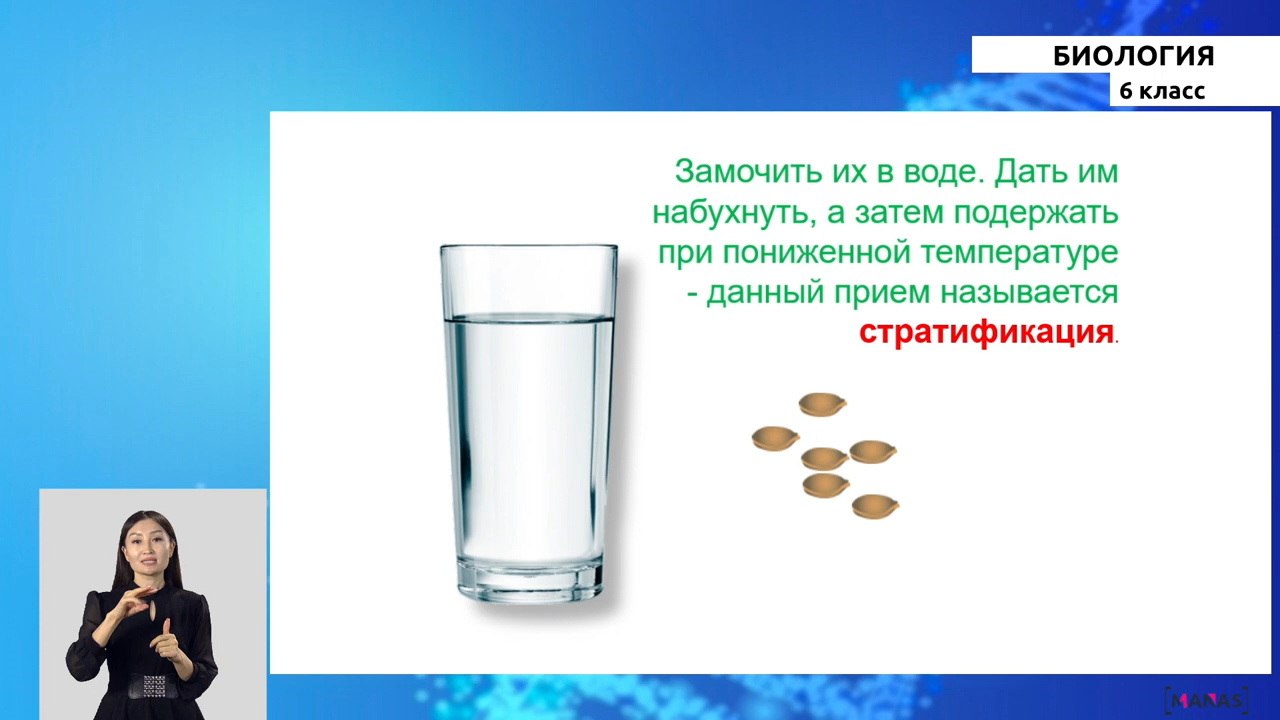 БИОЛОГИЯ
6 класс
Замочить их в воде. Дать им
набухнуть, а затем подержать
при пониженной температуре
- данный прием называется
стратификация.
[MANAS]